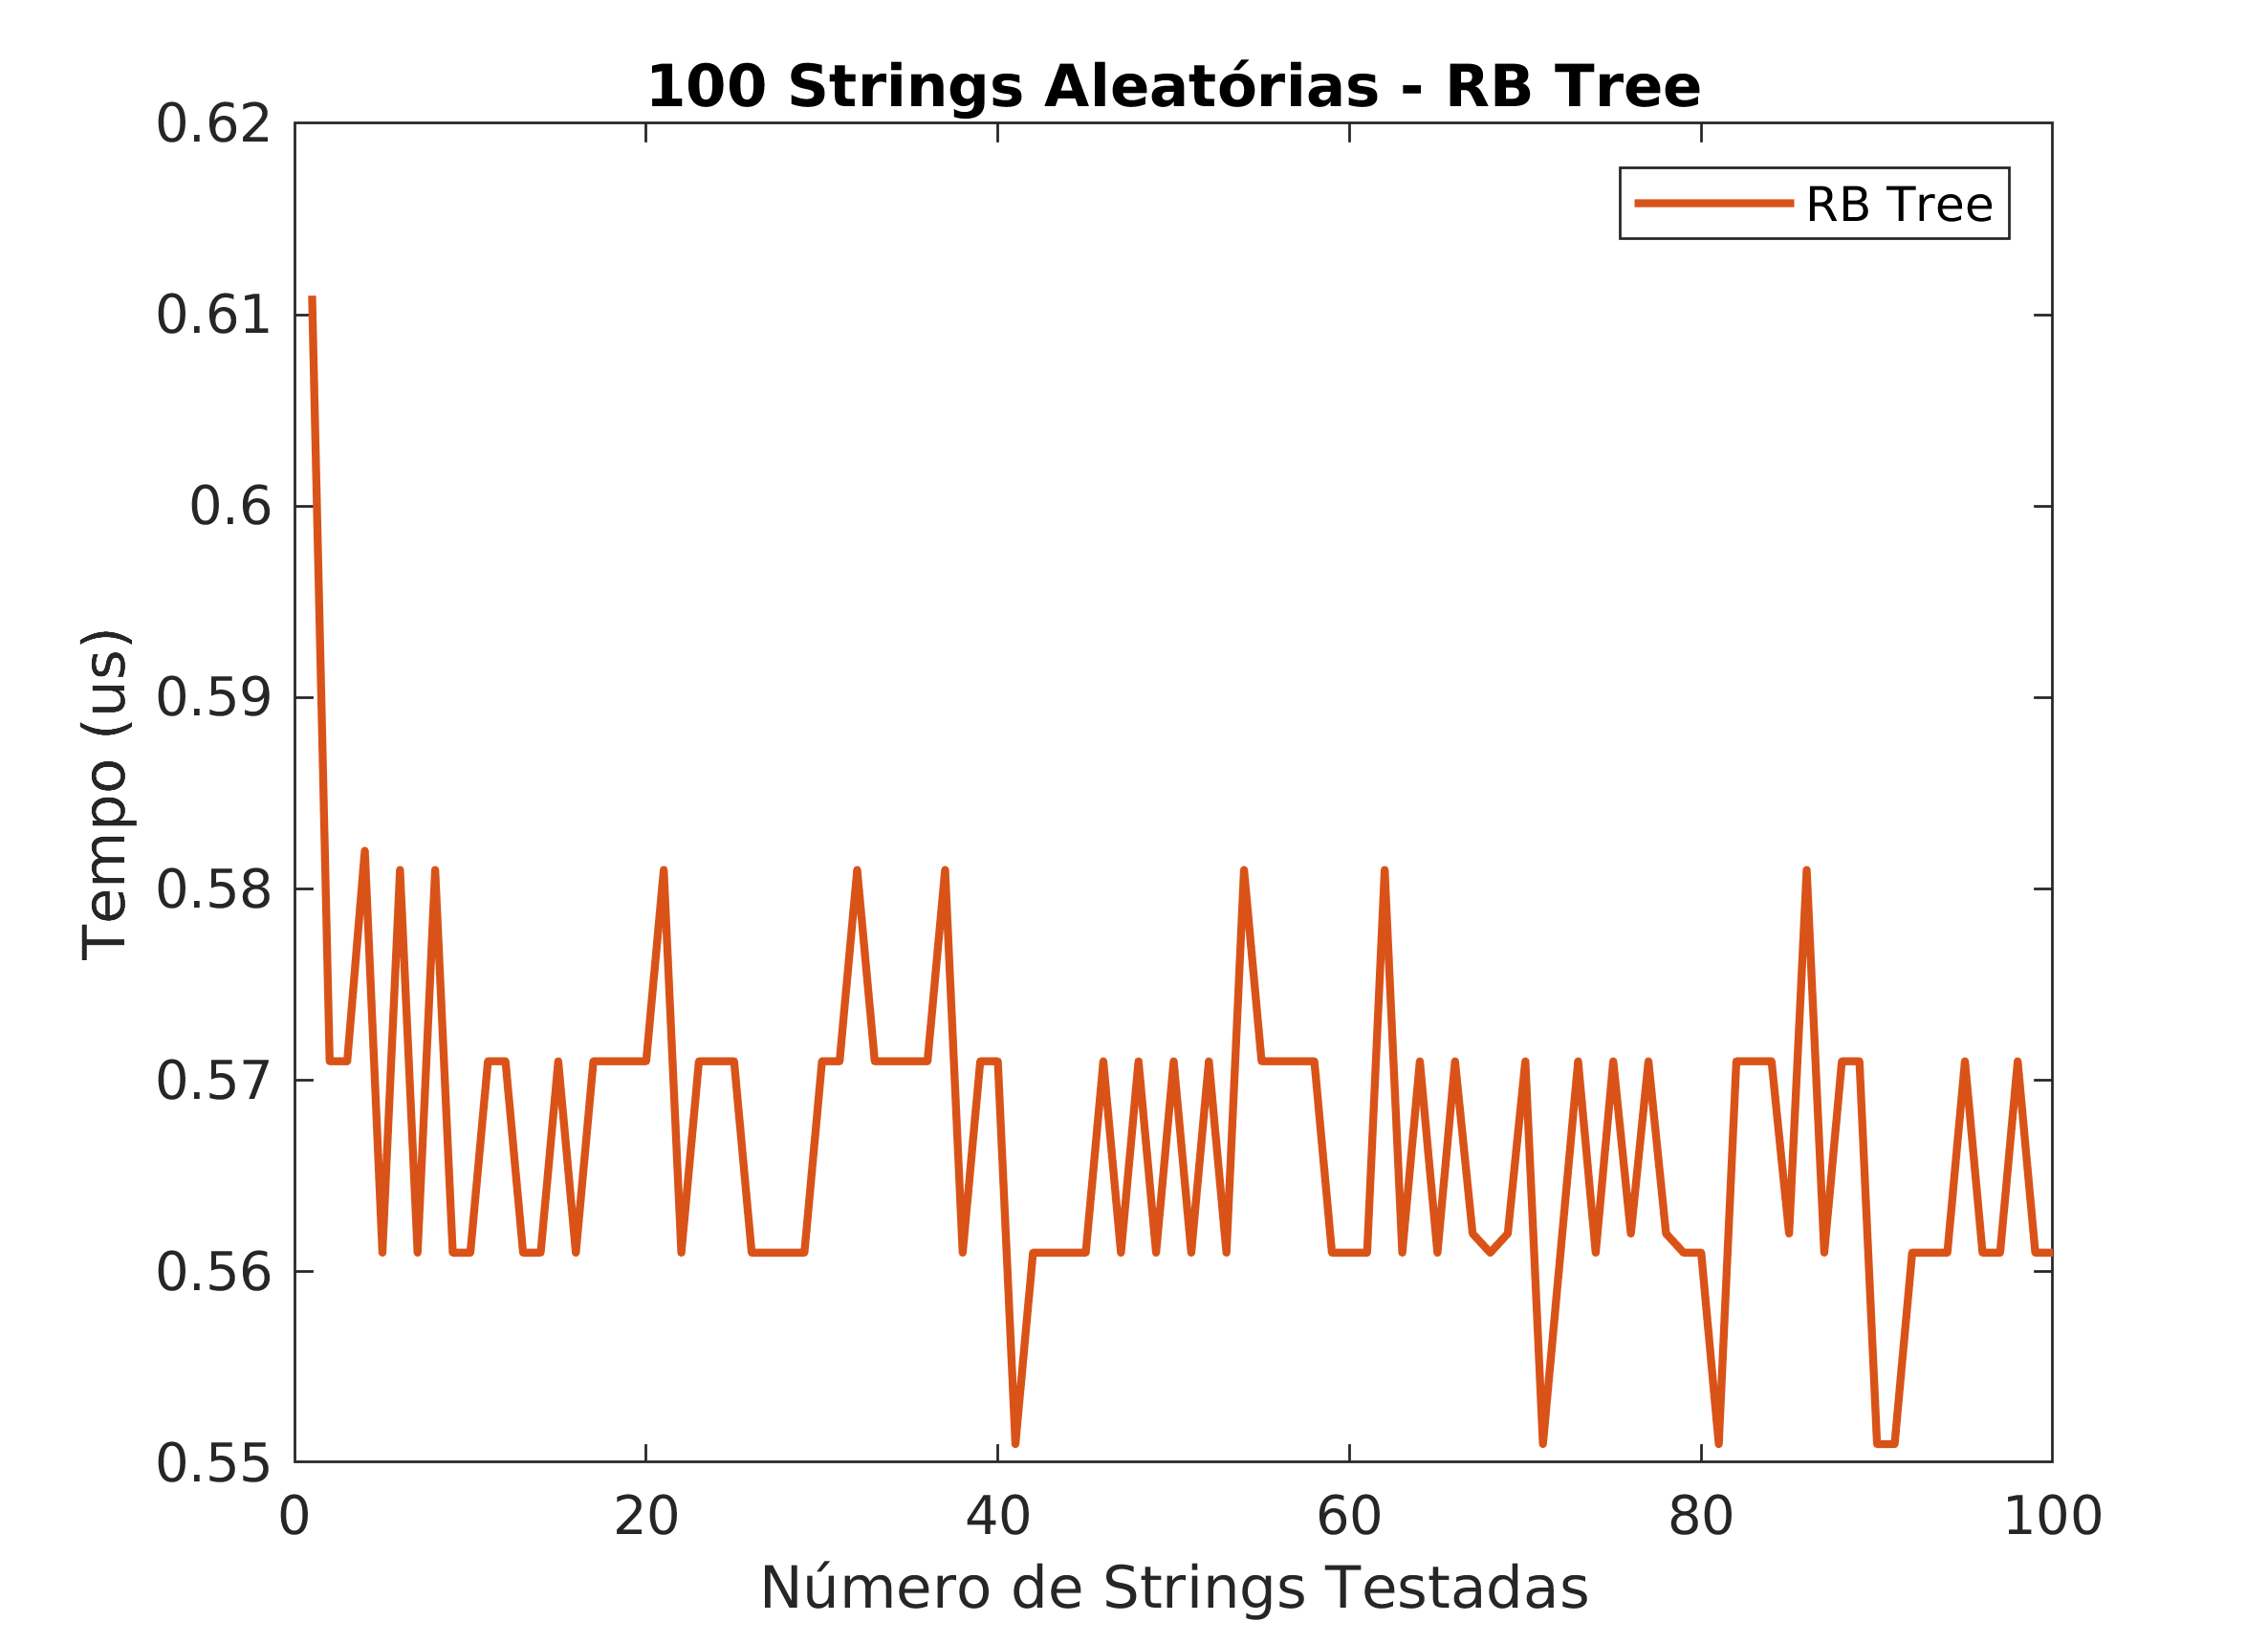 100 Strings Aleatórias - RB Tree
RB Tree
Tempo (us)
0.62
0.61
0.6
0.59
0.58
0.57
0.56
0.55
0 20 40 60 80 100
Número de Strings Testadas